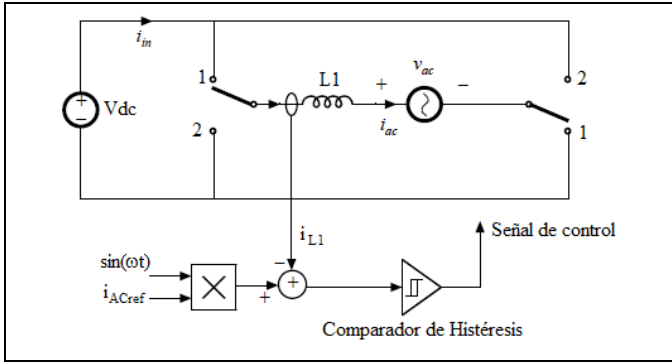 i_in
L1
v_ac
+ −
1
2
+
−
Vdc
i_ac
2
1
i_L1
Señal de control
sin(ωt)
i_ACref
−
+
+
Comparador de Histéresis